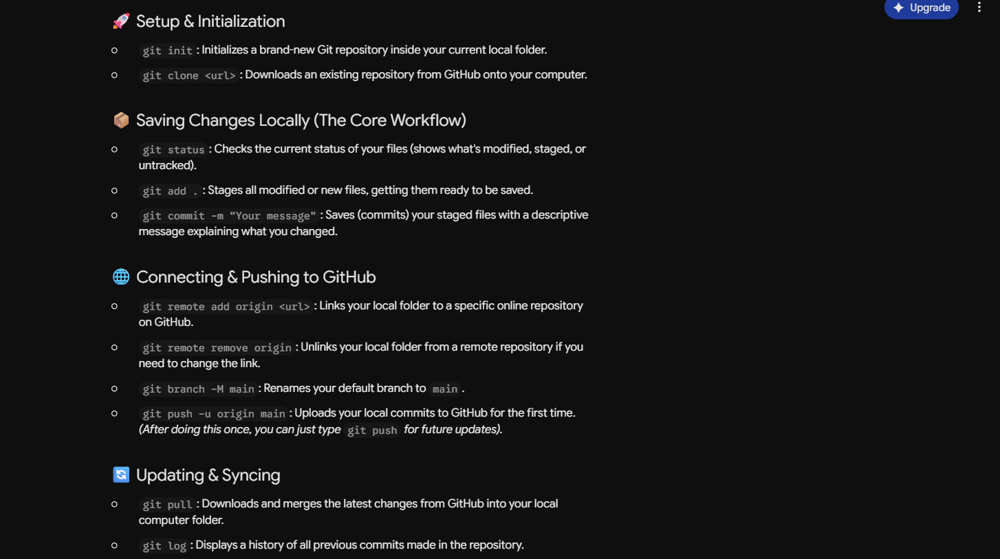 Upgrade
🚀 Setup & Initialization
git init : Initializes a brand-new Git repository inside your current local folder.
git clone <url> : Downloads an existing repository from GitHub onto your computer.
📦 Saving Changes Locally (The Core Workflow)
git status : Checks the current status of your files (shows what's modified, staged, or
untracked).
git add . : Stages all modified or new files, getting them ready to be saved.
git commit -m "Your message" : Saves (commits) your staged files with a descriptive
message explaining what you changed.
🌐 Connecting & Pushing to GitHub
git remote add origin <url> : Links your local folder to a specific online repository
on GitHub.
git remote remove origin : Unlinks your local folder from a remote repository if you
need to change the link.
git branch -M main : Renames your default branch to main .
git push -u origin main : Uploads your local commits to GitHub for the first time.
(After doing this once, you can just type git push for future updates).
🔄 Updating & Syncing
git pull : Downloads and merges the latest changes from GitHub into your local
computer folder.
git log : Displays a history of all previous commits made in the repository.